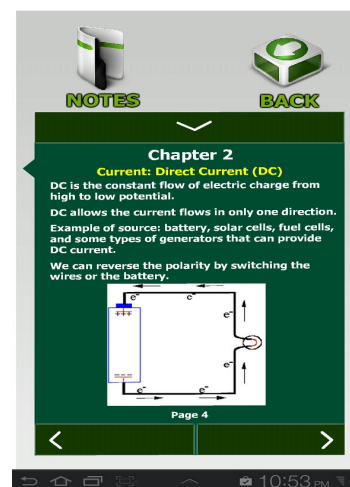 NOTES
BACK
Chapter 2
Current: Direct Current (DC)
DC is the constant flow of electric charge from
high to low potential.
DC allows the current flows in only one direction.
Example of source: battery, solar cells, fuel cells,
and some types of generators that can provide
DC current.
We can reverse the polarity by switching the
wires or the battery.
e⁻ e⁻
+++
e⁻
e⁻
e⁻ e⁻
Page 4
10:53 PM